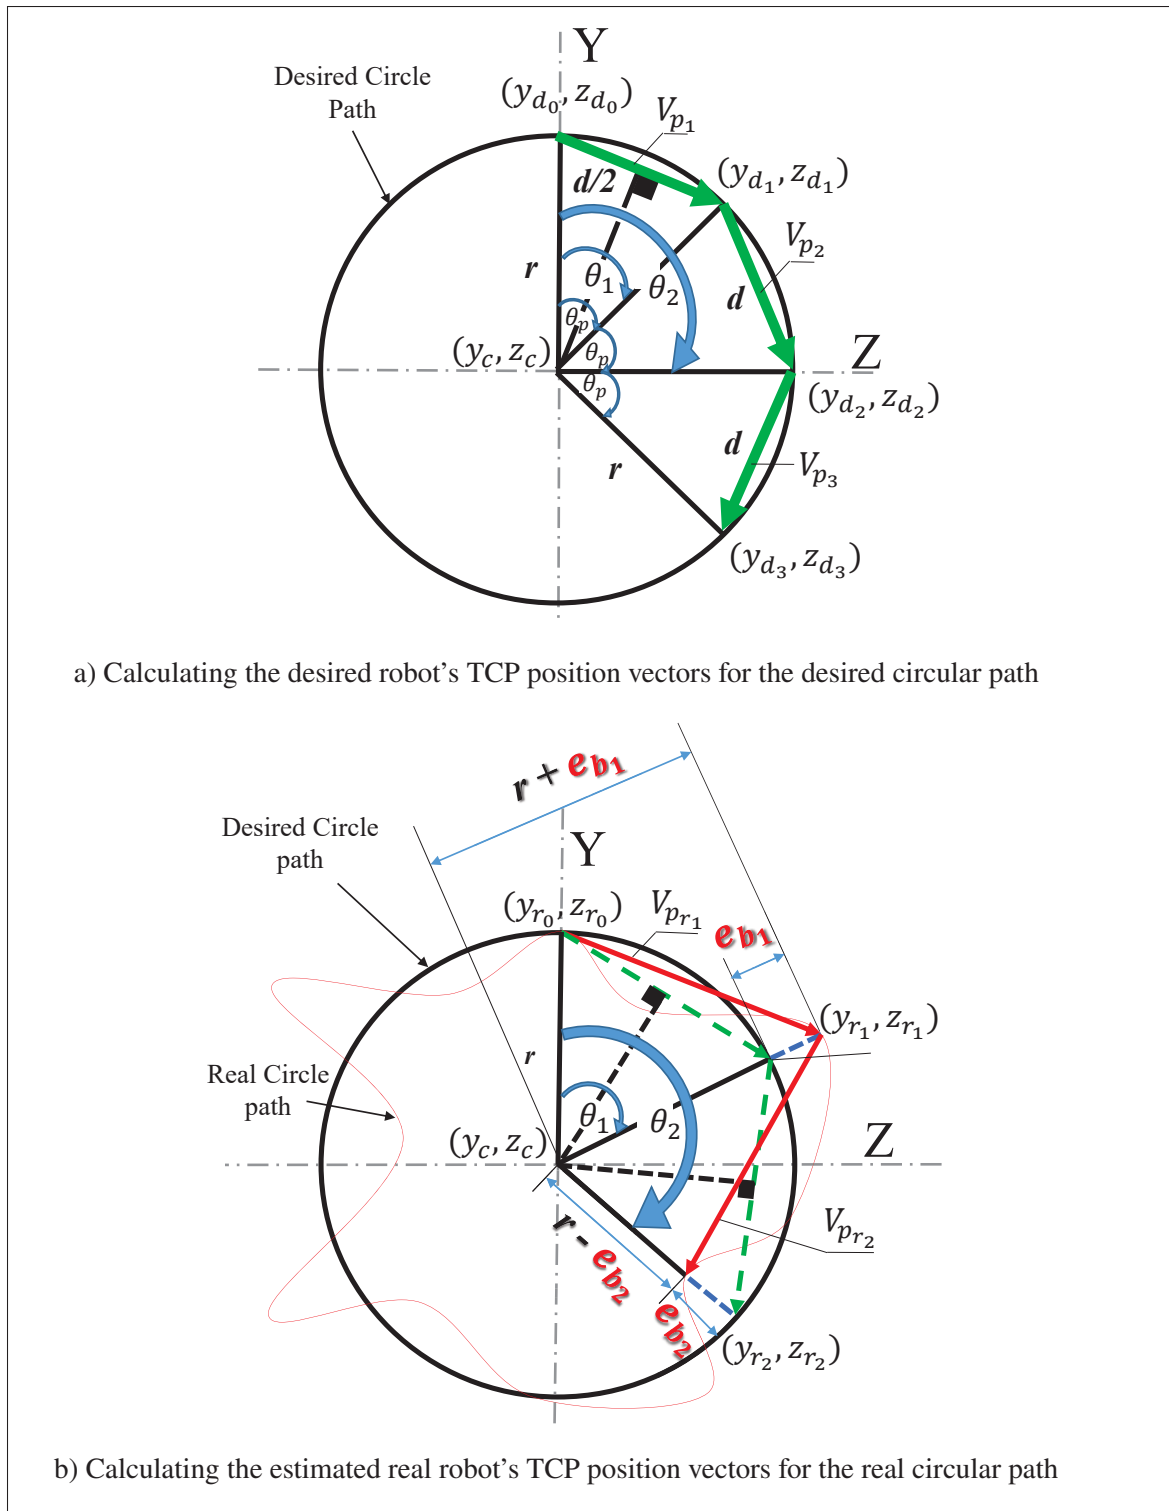 Y
Desired Circle
Path
(y_{d_0}, z_{d_0})
V_{p_1}
(y_{d_1}, z_{d_1})
d/2
V_{p_2}
r
θ_1
θ_2
d
θ_p
(y_c, z_c)
θ_p
Z
θ_p
(y_{d_2}, z_{d_2})
d
r
V_{p_3}
(y_{d_3}, z_{d_3})
a) Calculating the desired robot’s TCP position vectors for the desired circular path
r + e_{b1}
Desired Circle
path
Y
(y_{r_0}, z_{r_0})
V_{p_{r_1}}
e_{b1}
(y_{r_1}, z_{r_1})
r
Real Circle
path
θ_1
θ_2
(y_c, z_c)
Z
V_{p_{r_2}}
r - e_{b_2}
e_{b_2}
(y_{r_2}, z_{r_2})
b) Calculating the estimated real robot’s TCP position vectors for the real circular path